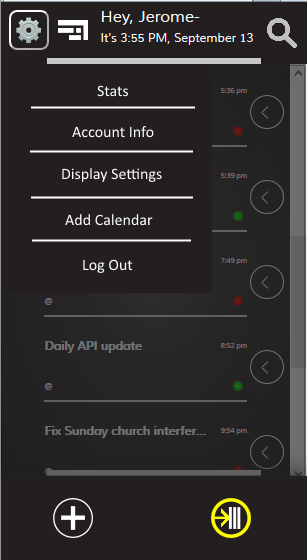 Hey, Jerome-
It's 3:55 PM, September 13
Stats
Account Info
Display Settings
Add Calendar
Log Out
5:36 pm
5:39 pm
7:49 pm
@
Daily API update 8:52 pm
@
Fix Sunday church interfer... 9:54 pm
@